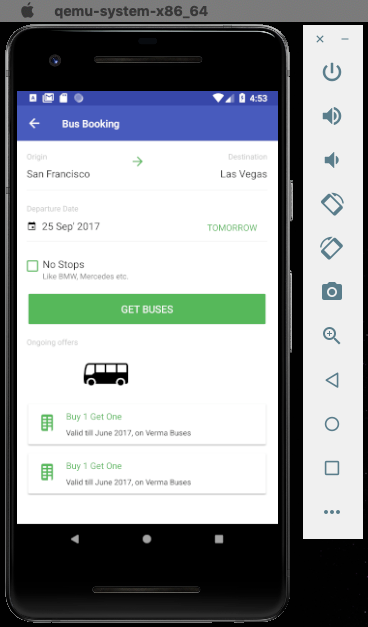 qemu-system-x86_64
4:53
Bus Booking
Origin
Destination
San Francisco
Las Vegas
Departure Date
25 Sep' 2017
TOMORROW
No Stops
Like BMW, Mercedes etc.
GET BUSES
Ongoing offers
Buy 1 Get One
Valid till June 2017, on Verma Buses
Buy 1 Get One
Valid till June 2017, on Verma Buses